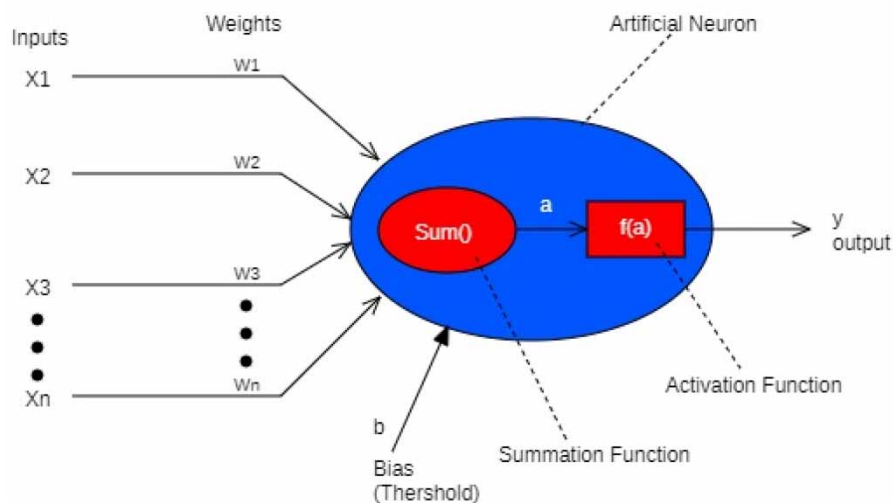 Inputs
Weights
Artificial Neuron
X1
W1
X2
W2
X3
W3
Xn
Wn
Sum()
a
f(a)
y
output
b
Bias
(Thershold)
Summation Function
Activation Function